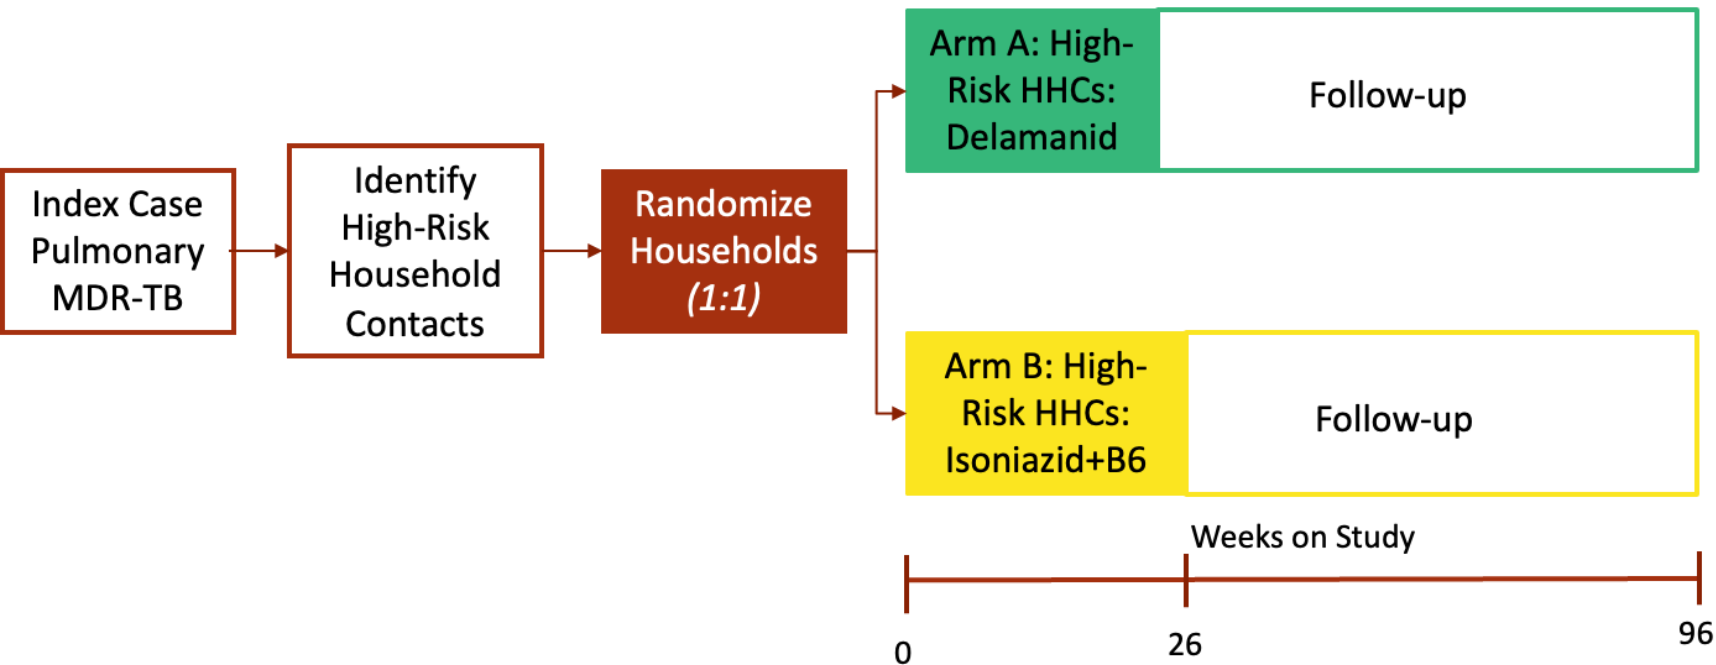 Index Case
Pulmonary
MDR-TB
Identify
High-Risk
Household
Contacts
Randomize
Households
(1:1)
Arm A: High-
Risk HHCs:
Delamanid
Follow-up
Arm B: High-
Risk HHCs:
Isoniazid+B6
Follow-up
Weeks on Study
0
26
96